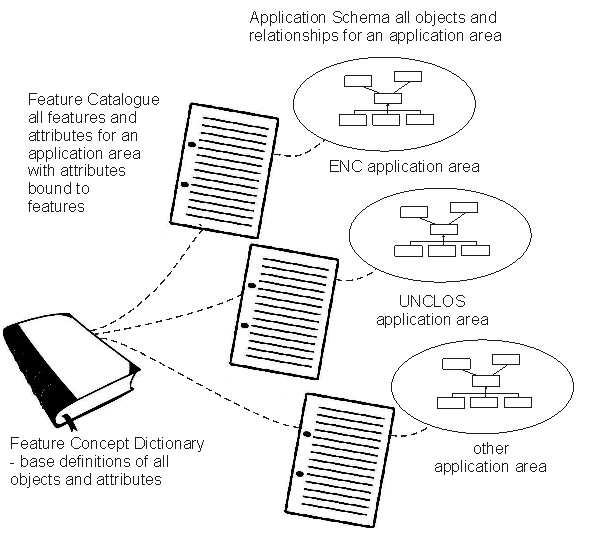 Application Schema all objects and
relationships for an application area
Feature Catalogue
all features and
attributes for an
application area
with attributes
bound to
features
ENC application area
UNCLOS
application area
Feature Concept Dictionary
- base definitions of all
objects and attributes
other
application area